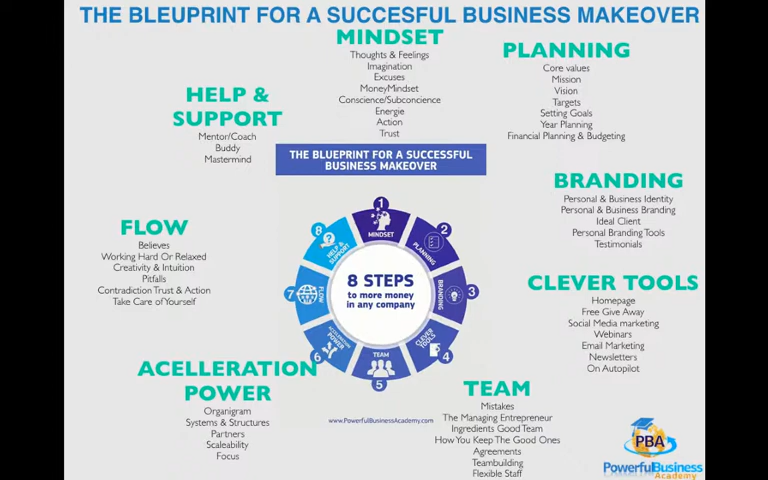 THE BLEUPRINT FOR A SUCCESFUL BUSINESS MAKEOVER
MINDSET
Thoughts & Feelings
Imagination
Excuses
MoneyMindset
Conscience/Subconcience
Energie
Action
Trust
PLANNING
Core values
Mission
Vision
Targets
Setting Goals
Year Planning
Financial Planning & Budgeting
HELP &
SUPPORT
Mentor/Coach
Buddy
Mastermind
THE BLUEPRINT FOR A SUCCESSFUL
BUSINESS MAKEOVER
BRANDING
Personal & Business Identity
Personal & Business Branding
Ideal Client
Personal Branding Tools
Testimonials
FLOW
Believes
Working Hard Or Relaxed
Creativity & Intuition
Pitfalls
Contradiction Trust & Action
Take Care of Yourself
1
MINDSET
2
PLANNING
3
BRANDING
4
CLEVER
TOOLS
5
TEAM
6
ACCELERATION
POWER
7
FLOW
8
HELP &
SUPPORT
8 STEPS
to more money
in any company
CLEVER TOOLS
Homepage
Free Give Away
Social Media marketing
Webinars
Email Marketing
Newsletters
On Autopilot
ACELLERATION
POWER
Organigram
Systems & Structures
Partners
Scaleability
Focus
www.PowerfulBusinessAcademy.com
TEAM
Mistakes
The Managing Entrepreneur
Ingredients Good Team
How You Keep The Good Ones
Agreements
Teambuilding
Flexible Staff
PBA
PowerfulBusiness
Academy